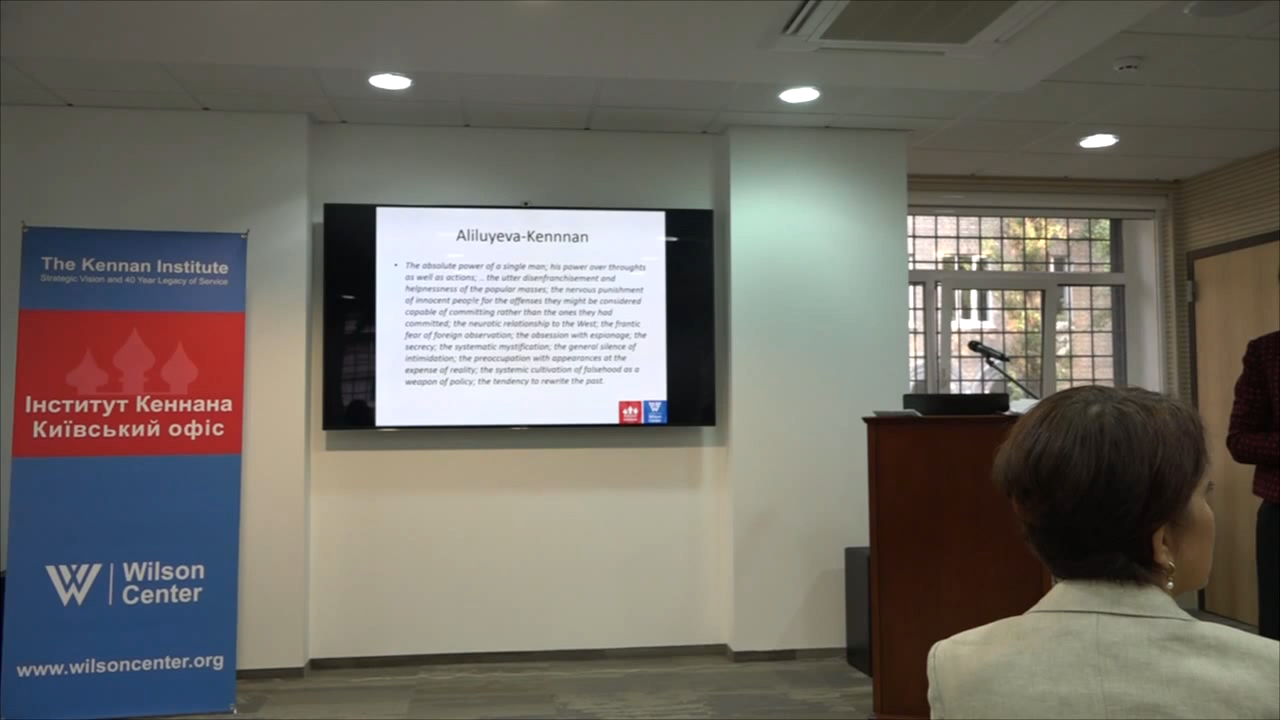 The Kennan Institute
Strategic Vision and 40 Year Legacy of Service
Інститут Кеннана
Київський офіс
W | Wilson
Center
www.wilsoncenter.org
Aliluyeva-Kennnan
• The absolute power of a single man; his power over throughts
as well as actions; .. the utter disenfranchisement and
helpnessness of the popular masses; the nervous punishment
of innocent people for the offenses they might be considered
capable of committing rather than the ones they had
committed; the neurotic relationship to the West; the frantic
fear of foreign observation; the obsession with espionage; the
secrecy; the systematic mystification; the general silence of
intimidation; the preoccupation with appearances at the
expense of reality; the systemic cultivation of falsehood as a
weapon of policy; the tendency to rewrite the past.